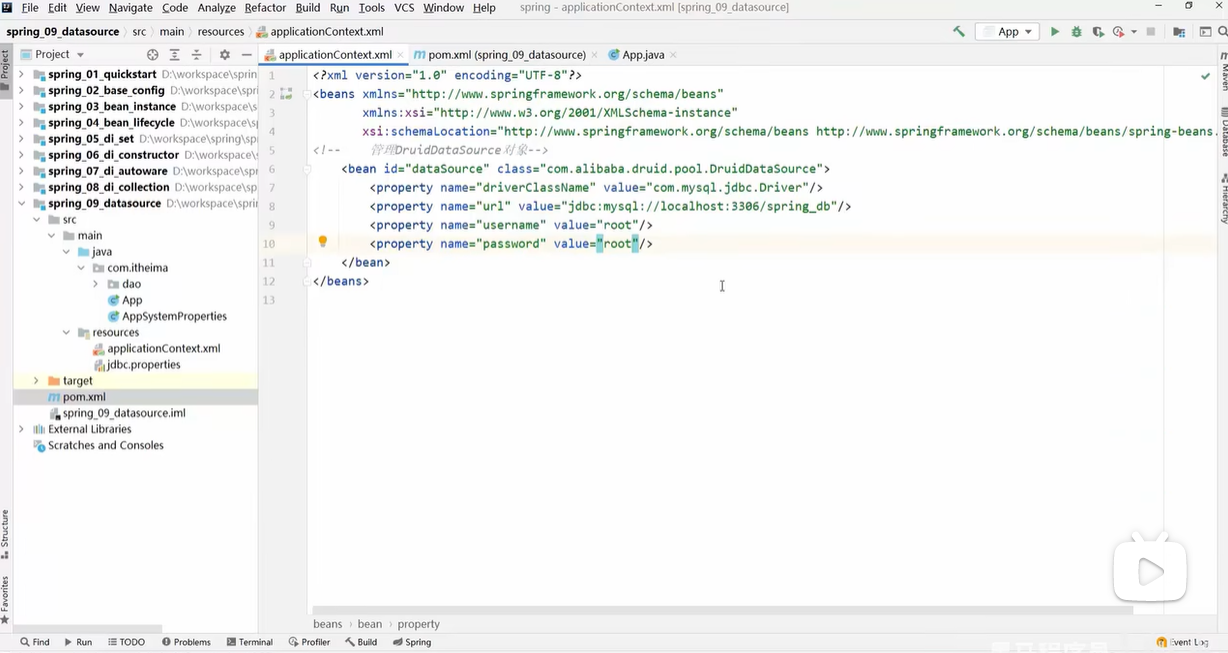 File Edit View Navigate Code Analyze Refactor Build Run Tools VCS Window Help spring - applicationContext.xml [spring_09_datasource]
spring_09_datasource src main resources applicationContext.xml App
Project
applicationContext.xml pom.xml (spring_09_datasource) App.java
Project
spring_01_quickstart D:\workspace\sprin
spring_02_base_config D:\workspace\sprin
spring_03_bean_instance D:\workspace\spr
spring_04_bean_lifecycle D:\workspace\spri
spring_05_di_set D:\workspace\spring\sprin
spring_06_di_constructor D:\workspace\spr
spring_07_di_autoware D:\workspace\sprin
spring_08_di_collection D:\workspace\sprin
spring_09_datasource D:\workspace\spring
src
main
java
com.itheima
dao
App
AppSystemProperties
resources
applicationContext.xml
jdbc.properties
target
pom.xml
spring_09_datasource.iml
External Libraries
Scratches and Consoles
1 <?xml version="1.0" encoding="UTF-8"?>
2 <beans xmlns="http://www.springframework.org/schema/beans"
3 xmlns:xsi="http://www.w3.org/2001/XMLSchema-instance"
4 xsi:schemaLocation="http://www.springframework.org/schema/beans http://www.springframework.org/schema/beans/spring-beans.
5 <!-- 管理DruidDataSource对象-->
6 <bean id="dataSource" class="com.alibaba.druid.pool.DruidDataSource">
7 <property name="driverClassName" value="com.mysql.jdbc.Driver"/>
8 <property name="url" value="jdbc:mysql://localhost:3306/spring_db"/>
9 <property name="username" value="root"/>
10 <property name="password" value="root"/>
11 </bean>
12 </beans>
13
Maven
Database
Hierarchy
Structure
Favorites
beans bean property
Find Run TODO Problems Terminal Profiler Build Spring Event Log